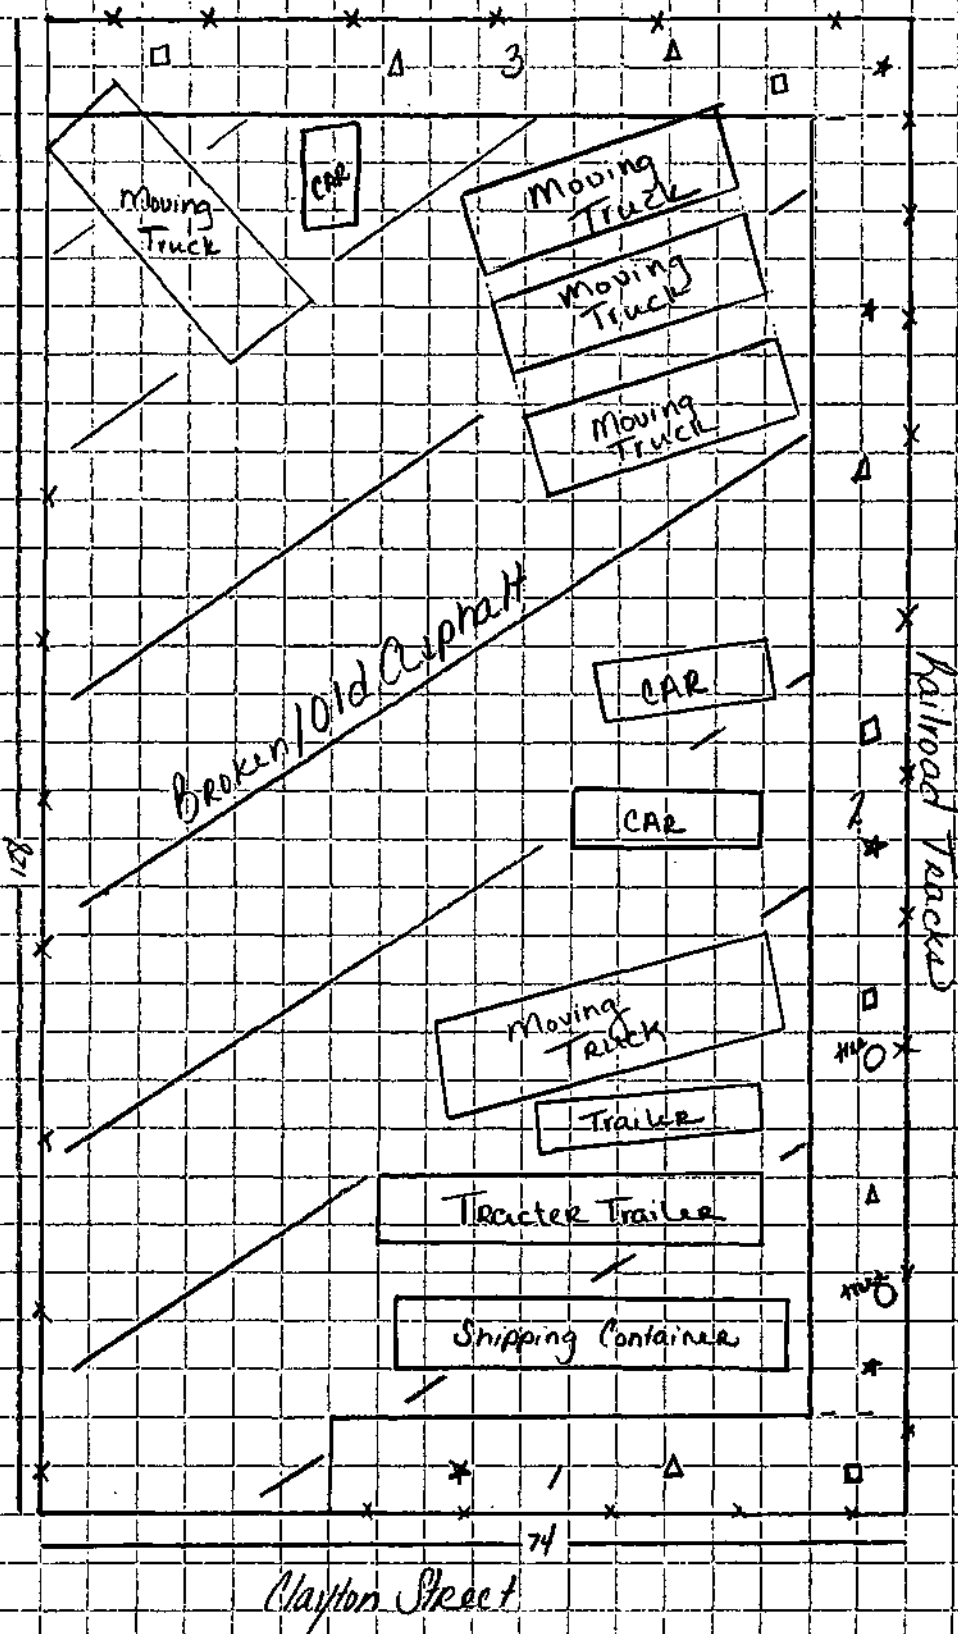 3
Moving
Truck
CAR
Moving
Truck
Moving
Truck
Moving
Truck
Broken/Old Asphalt
CAR
CAR
2
Railroad Tracks
128
Moving
Truck
Trailer
Tracter Trailer
Shipping Container
74
Clayton Street